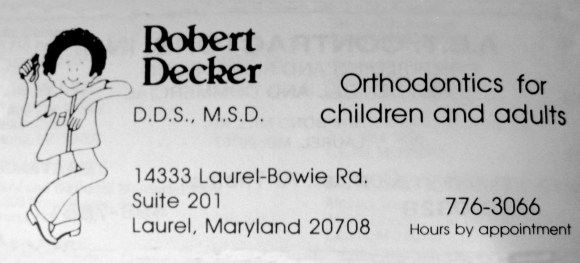 Robert
Decker
D.D.S., M.S.D.
Orthodontics for
children and adults
14333 Laurel-Bowie Rd.
Suite 201
Laurel, Maryland 20708
776-3066
Hours by appointment